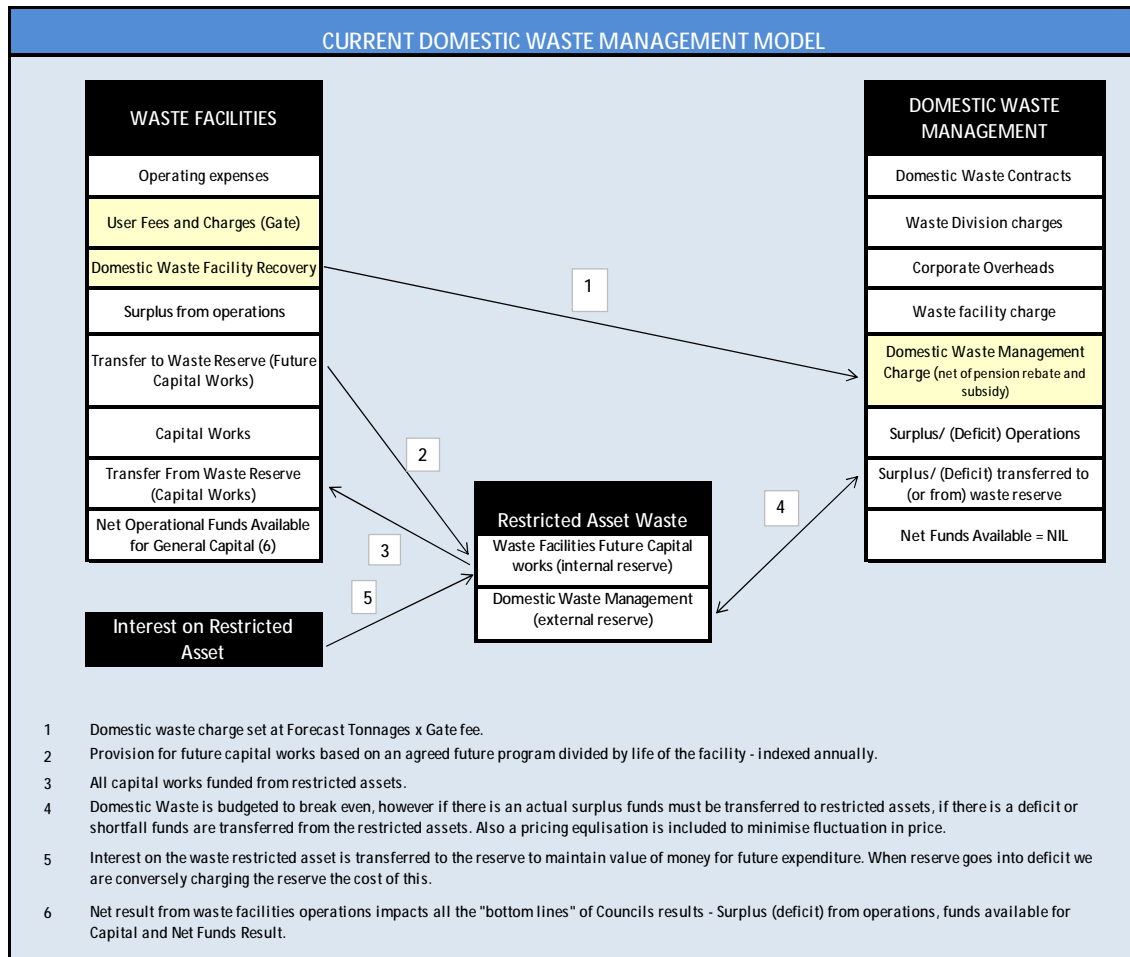 CURRENT DOMESTIC WASTE MANAGEMENT MODEL
WASTE FACILITIES
Operating expenses
User Fees and Charges (Gate)
Domestic Waste Facility Recovery
Surplus from operations
Transfer to Waste Reserve (Future
Capital Works)
Capital Works
Transfer From Waste Reserve
(Capital Works)
Net Operational Funds Available
for General Capital (6)
Interest on Restricted
Asset
1
2
3
5
4
Restricted Asset Waste
Waste Facilities Future Capital
works (internal reserve)
Domestic Waste Management
(external reserve)
DOMESTIC WASTE
MANAGEMENT
Domestic Waste Contracts
Waste Division charges
Corporate Overheads
Waste facility charge
Domestic Waste Management
Charge (net of pension rebate and
subsidy)
Surplus/ (Deficit) Operations
Surplus/ (Deficit) transferred to
(or from) waste reserve
Net Funds Available = NIL
1 Domestic waste charge set at Forecast Tonnages x Gate fee.
2 Provision for future capital works based on an agreed future program divided by life of the facility - indexed annually.
3 All capital works funded from restricted assets.
4 Domestic Waste is budgeted to break even, however if there is an actual surplus funds must be transferred to restricted assets, if there is a deficit or
shortfall funds are transferred from the restricted assets. Also a pricing equlisation is included to minimise fluctuation in price.
5 Interest on the waste restricted asset is transferred to the reserve to maintain value of money for future expenditure. When reserve goes into deficit we
are conversely charging the reserve the cost of this.
6 Net result from waste facilities operations impacts all the "bottom lines" of Councils results - Surplus (deficit) from operations, funds available for
Capital and Net Funds Result.